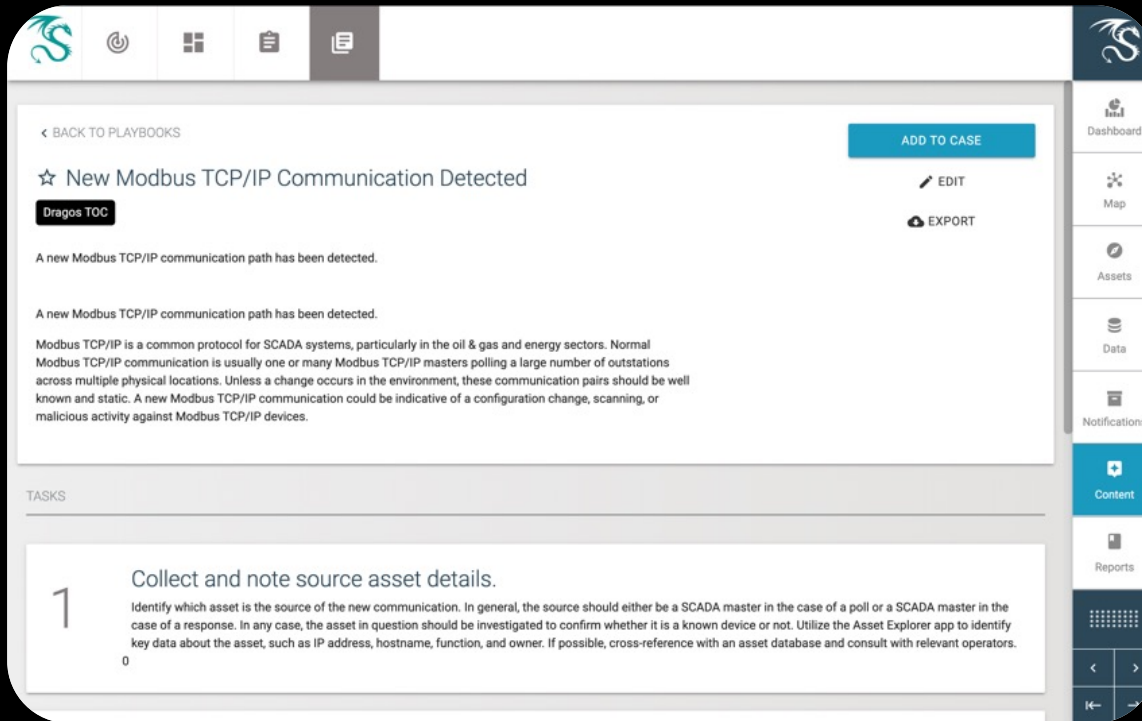 BACK TO PLAYBOOKS
New Modbus TCP/IP Communication Detected
Dragos TOC
A new Modbus TCP/IP communication path has been detected.
A new Modbus TCP/IP communication path has been detected.
Modbus TCP/IP is a common protocol for SCADA systems, particularly in the oil & gas and energy sectors. Normal
Modbus TCP/IP communication is usually one or many Modbus TCP/IP masters polling a large number of outstations
across multiple physical locations. Unless a change occurs in the environment, these communication pairs should be well
known and static. A new Modbus TCP/IP communication could be indicative of a configuration change, scanning, or
malicious activity against Modbus TCP/IP devices.
ADD TO CASE
EDIT
EXPORT
TASKS
1
Collect and note source asset details.
Identify which asset is the source of the new communication. In general, the source should either be a SCADA master in the case of a poll or a SCADA master in the
case of a response. In any case, the asset in question should be investigated to confirm whether it is a known device or not. Utilize the Asset Explorer app to identify
key data about the asset, such as IP address, hostname, function, and owner. If possible, cross-reference with an asset database and consult with relevant operators.
0
Dashboard
Map
Assets
Data
Notification
Content
Reports